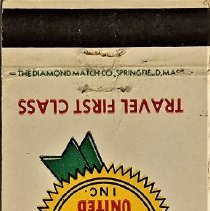 THE DIAMOND MATCH CO., SPRINGFIELD, MASS.
TRAVEL FIRST CLASS
INC.
UNITED